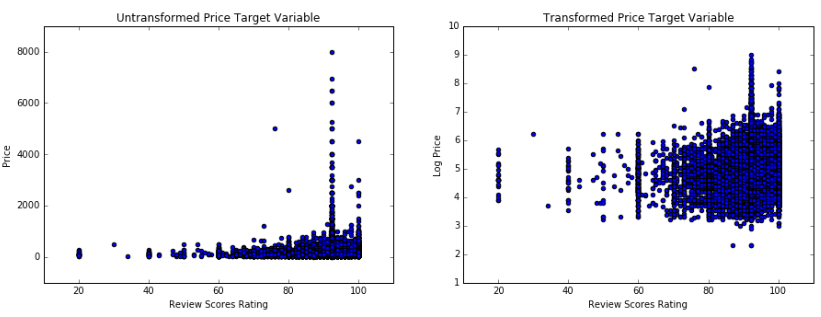 Untransformed Price Target Variable
8000
6000
4000
2000
0
Price
20 40 60 80 100
Review Scores Rating
Transformed Price Target Variable
10
9
8
7
6
5
4
3
2
1
Log Price
20 40 60 80 100
Review Scores Rating